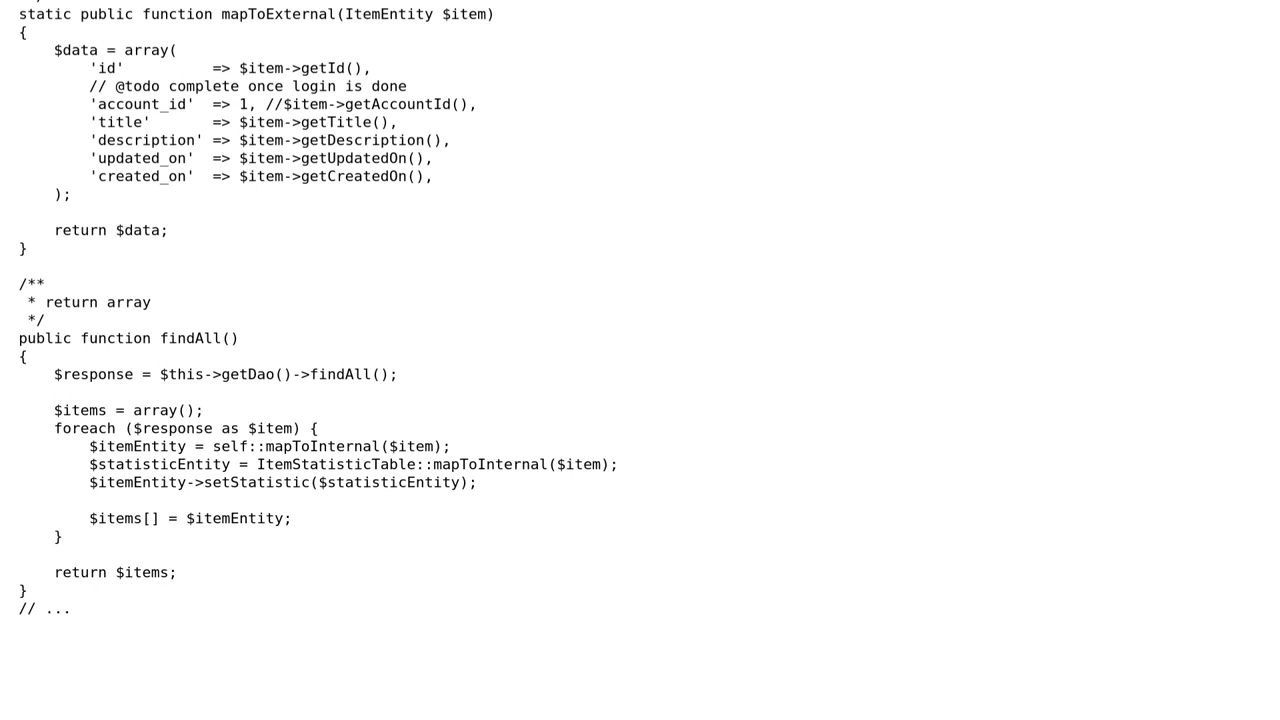 static public function mapToExternal(ItemEntity $item)
{
    $data = array(
        'id'          => $item->getId(),
        // @todo complete once login is done
        'account_id'  => 1, //$item->getAccountId(),
        'title'       => $item->getTitle(),
        'description' => $item->getDescription(),
        'updated_on'  => $item->getUpdatedOn(),
        'created_on'  => $item->getCreatedOn(),
    );

    return $data;
}

/**
 * return array
 */
public function findAll()
{
    $response = $this->getDao()->findAll();

    $items = array();
    foreach ($response as $item) {
        $itemEntity = self::mapToInternal($item);
        $statisticEntity = ItemStatisticTable::mapToInternal($item);
        $itemEntity->setStatistic($statisticEntity);

        $items[] = $itemEntity;
    }

    return $items;
}
// ...